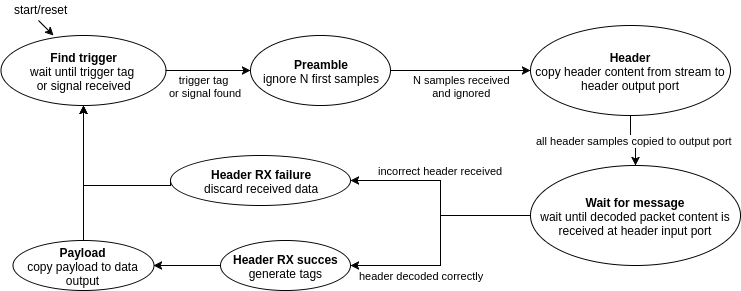 start/reset
Find trigger
wait until trigger tag
or signal received
trigger tag
or signal found
Preamble
ignore N first samples
N samples received
and ignored
Header
copy header content from stream to
header output port
all header samples copied to output port
Wait for message
wait until decoded packet content is
received at header input port
incorrect header received
Header RX failure
discard received data
header decoded correctly
Header RX succes
generate tags
Payload
copy payload to data
output